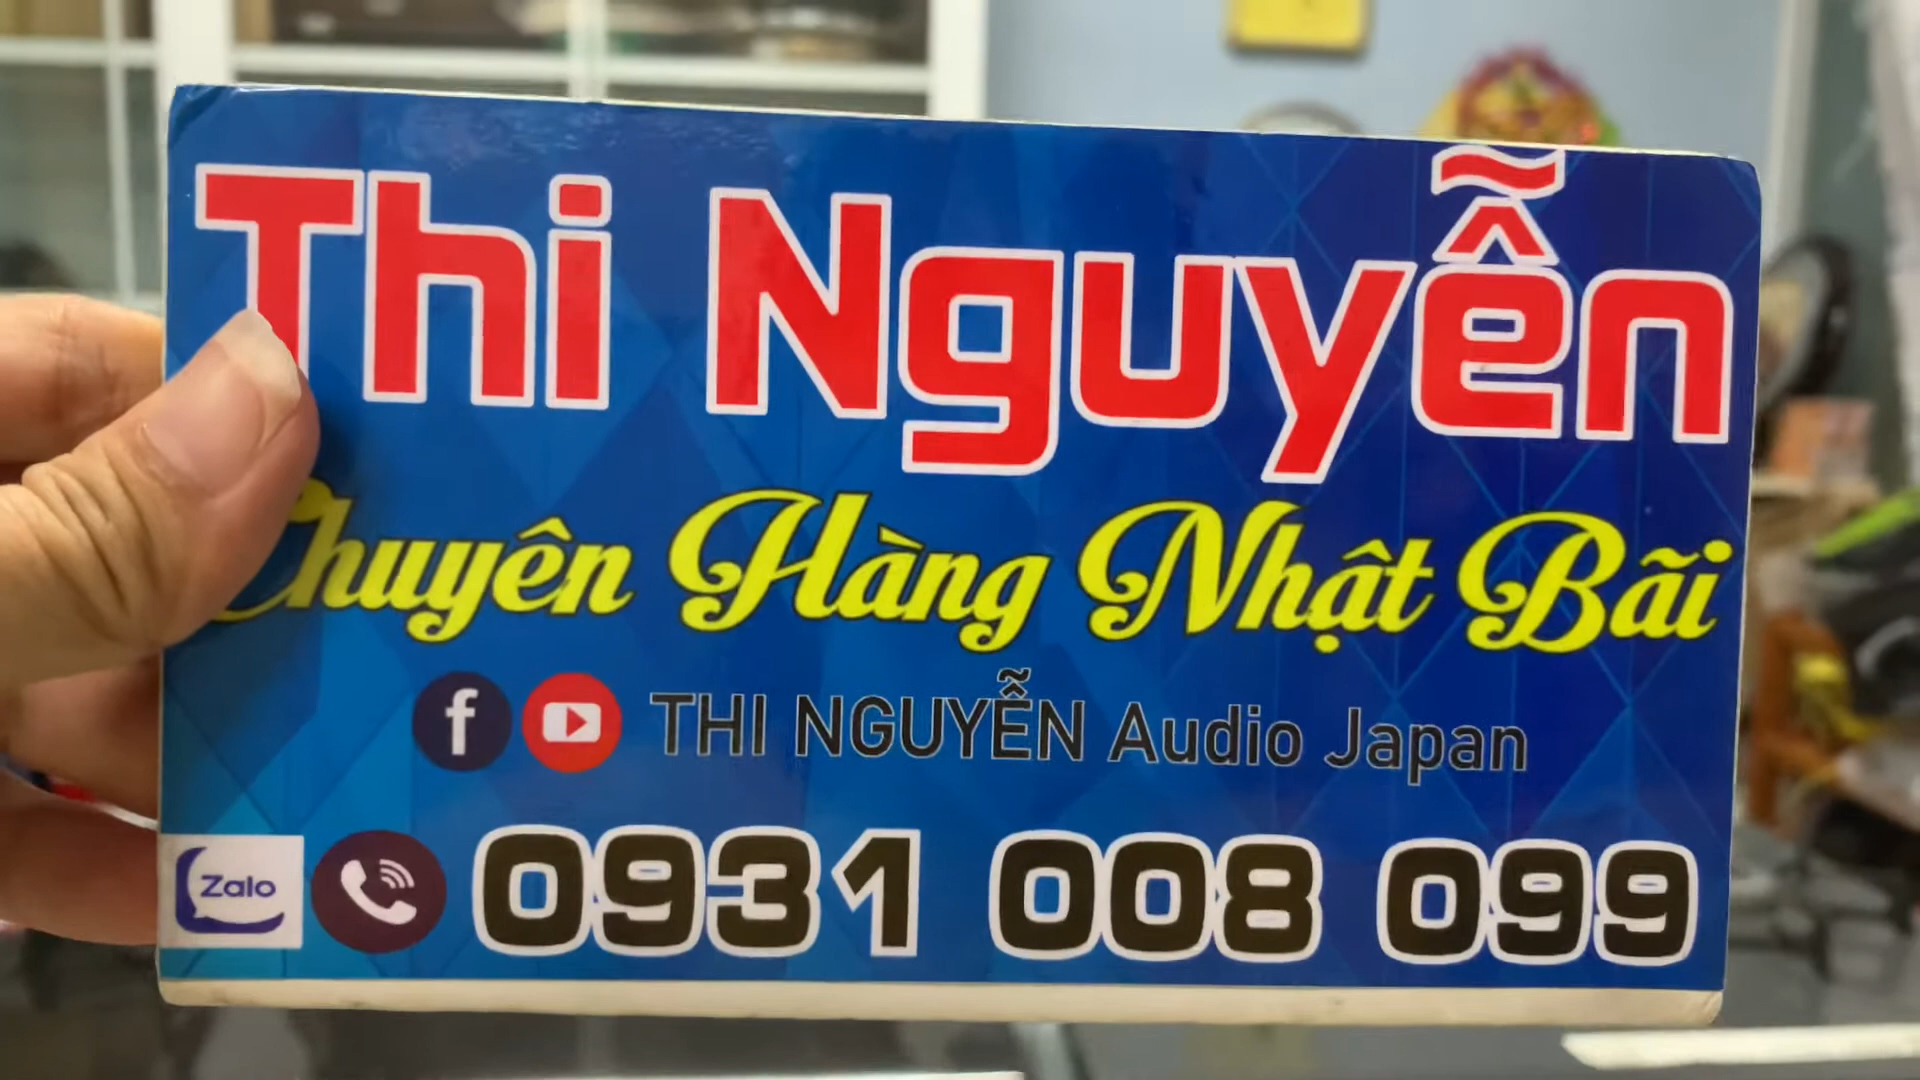 Thi Nguyễn
Chuyên Hàng Nhật Bãi
f THI NGUYỄN Audio Japan
Zalo 0931 008 099